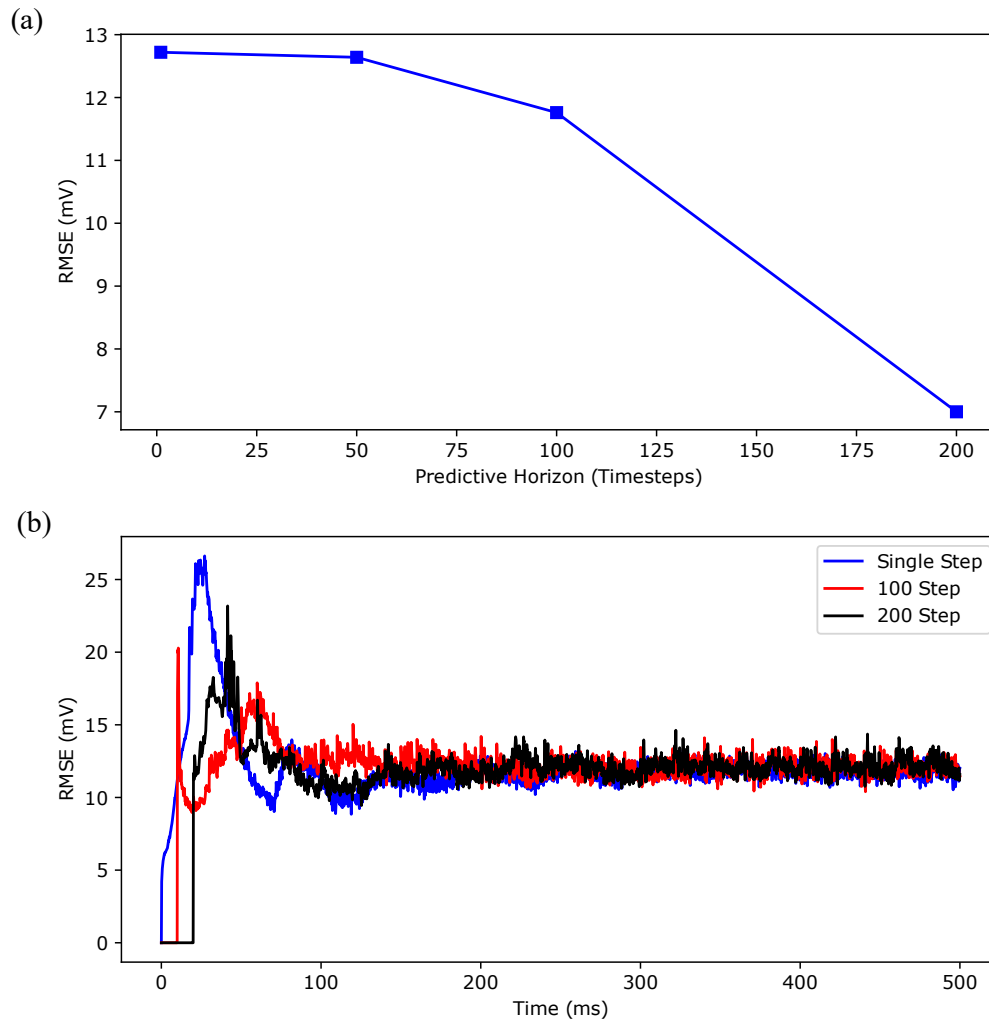 (a)
13
12
11
10
9
8
7
RMSE (mV)
0 25 50 75 100 125 150 175 200
Predictive Horizon (Timesteps)
(b)
Single Step
100 Step
200 Step
25
20
15
10
5
0
RMSE (mV)
0 100 200 300 400 500
Time (ms)